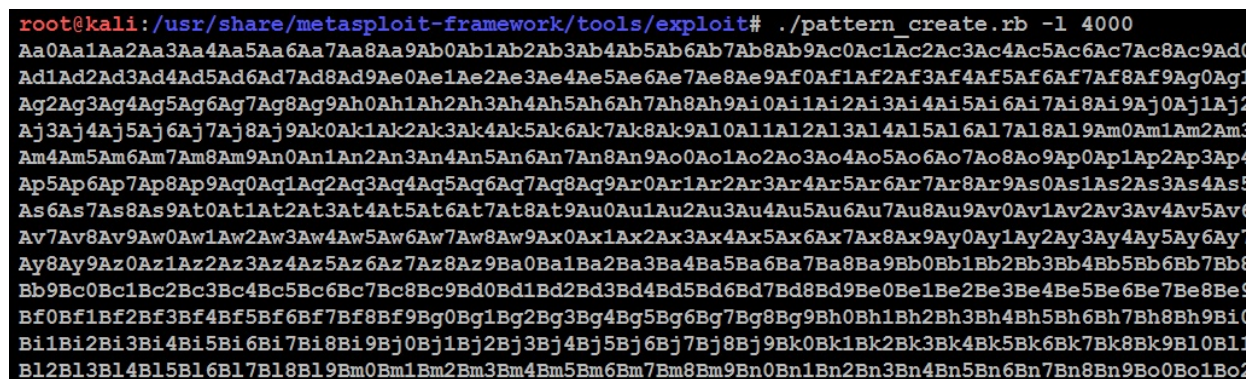 root@kali:/usr/share/metasploit-framework/tools/exploit# ./pattern_create.rb -l 4000
Aa0Aa1Aa2Aa3Aa4Aa5Aa6Aa7Aa8Aa9Ab0Ab1Ab2Ab3Ab4Ab5Ab6Ab7Ab8Ab9Ac0Ac1Ac2Ac3Ac4Ac5Ac6Ac7Ac8Ac9Ad0
Ad1Ad2Ad3Ad4Ad5Ad6Ad7Ad8Ad9Ae0Ae1Ae2Ae3Ae4Ae5Ae6Ae7Ae8Ae9Af0Af1Af2Af3Af4Af5Af6Af7Af8Af9Ag0Ag1
Ag2Ag3Ag4Ag5Ag6Ag7Ag8Ag9Ah0Ah1Ah2Ah3Ah4Ah5Ah6Ah7Ah8Ah9Ai0Ai1Ai2Ai3Ai4Ai5Ai6Ai7Ai8Ai9Aj0Aj1Aj2
Aj3Aj4Aj5Aj6Aj7Aj8Aj9Ak0Ak1Ak2Ak3Ak4Ak5Ak6Ak7Ak8Ak9Al0Al1Al2Al3Al4Al5Al6Al7Al8Al9Am0Am1Am2Am3
Am4Am5Am6Am7Am8Am9An0An1An2An3An4An5An6An7An8An9Ao0Ao1Ao2Ao3Ao4Ao5Ao6Ao7Ao8Ao9Ap0Ap1Ap2Ap3Ap4
Ap5Ap6Ap7Ap8Ap9Aq0Aq1Aq2Aq3Aq4Aq5Aq6Aq7Aq8Aq9Ar0Ar1Ar2Ar3Ar4Ar5Ar6Ar7Ar8Ar9As0As1As2As3As4As5
As6As7As8As9At0At1At2At3At4At5At6At7At8At9Au0Au1Au2Au3Au4Au5Au6Au7Au8Au9Av0Av1Av2Av3Av4Av5Av6
Av7Av8Av9Aw0Aw1Aw2Aw3Aw4Aw5Aw6Aw7Aw8Aw9Ax0Ax1Ax2Ax3Ax4Ax5Ax6Ax7Ax8Ax9Ay0Ay1Ay2Ay3Ay4Ay5Ay6Ay7
Ay8Ay9Az0Az1Az2Az3Az4Az5Az6Az7Az8Az9Ba0Ba1Ba2Ba3Ba4Ba5Ba6Ba7Ba8Ba9Bb0Bb1Bb2Bb3Bb4Bb5Bb6Bb7Bb8
Bb9Bc0Bc1Bc2Bc3Bc4Bc5Bc6Bc7Bc8Bc9Bd0Bd1Bd2Bd3Bd4Bd5Bd6Bd7Bd8Bd9Be0Be1Be2Be3Be4Be5Be6Be7Be8Be9
Bf0Bf1Bf2Bf3Bf4Bf5Bf6Bf7Bf8Bf9Bg0Bg1Bg2Bg3Bg4Bg5Bg6Bg7Bg8Bg9Bh0Bh1Bh2Bh3Bh4Bh5Bh6Bh7Bh8Bh9Bi0
Bi1Bi2Bi3Bi4Bi5Bi6Bi7Bi8Bi9Bj0Bj1Bj2Bj3Bj4Bj5Bj6Bj7Bj8Bj9Bk0Bk1Bk2Bk3Bk4Bk5Bk6Bk7Bk8Bk9Bl0Bl1
Bl2Bl3Bl4Bl5Bl6Bl7Bl8Bl9Bm0Bm1Bm2Bm3Bm4Bm5Bm6Bm7Bm8Bm9Bn0Bn1Bn2Bn3Bn4Bn5Bn6Bn7Bn8Bn9Bo0Bo1Bo2